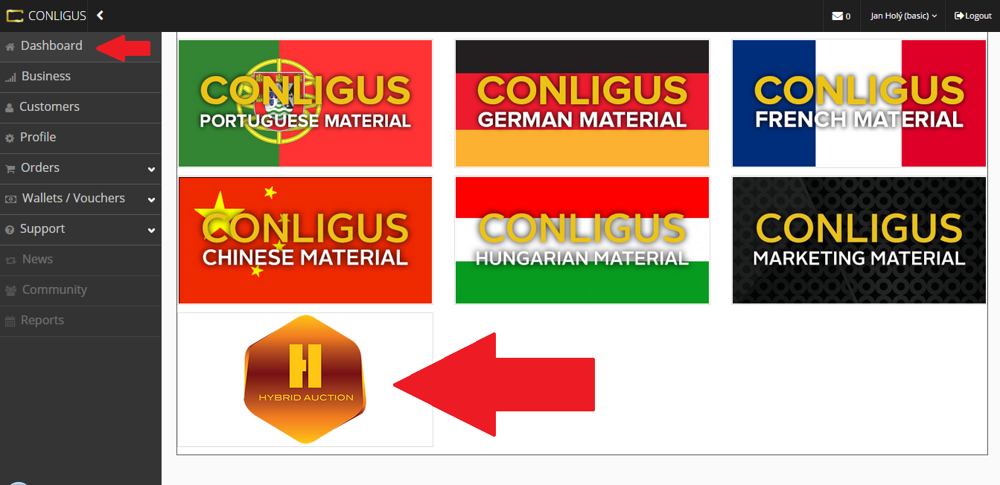 CONLIGUS
0
Jan Holý (basic)
Logout
Dashboard
Business
Customers
Profile
Orders
Wallets / Vouchers
Support
News
Community
Reports
CONLIGUS
PORTUGUESE MATERIAL
CONLIGUS
GERMAN MATERIAL
CONLIGUS
FRENCH MATERIAL
CONLIGUS
CHINESE MATERIAL
CONLIGUS
HUNGARIAN MATERIAL
CONLIGUS
MARKETING MATERIAL
H
HYBRID AUCTION